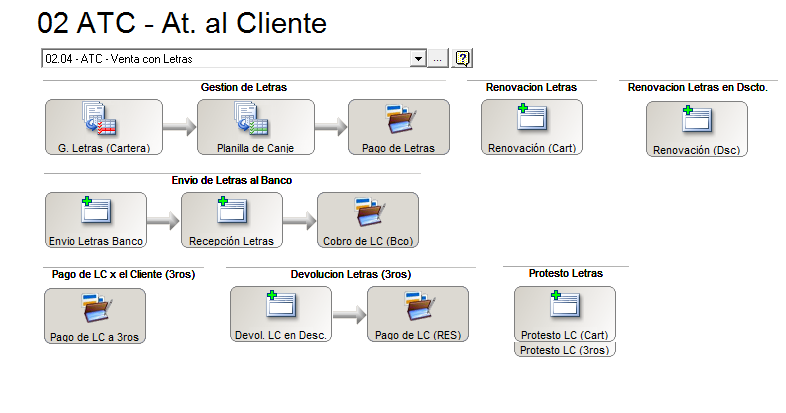 02 ATC - At. al Cliente
02.04 - ATC - Venta con Letras
...
?
Gestion de Letras
Renovacion Letras
Renovacion Letras en Dscto.
G. Letras (Cartera)
Planilla de Canje
Pago de Letras
Renovación (Cart)
Renovación (Dsc)
Envio de Letras al Banco
Envio Letras Banco
Recepción Letras
Cobro de LC (Bco)
Pago de LC x el Cliente (3ros)
Devolucion Letras (3ros)
Protesto Letras
Pago de LC a 3ros
Devol. LC en Desc.
Pago de LC (RES)
Protesto LC (Cart)
Protesto LC (3ros)